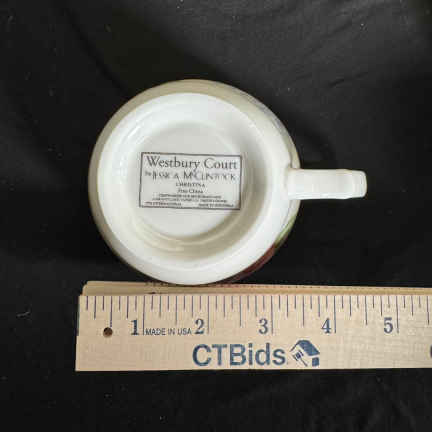 Westbury Court
by JESSICA McCLINTOCK
CHRISTINA
Fine China
1 MADE IN USA 2 3 4 5
CTBids